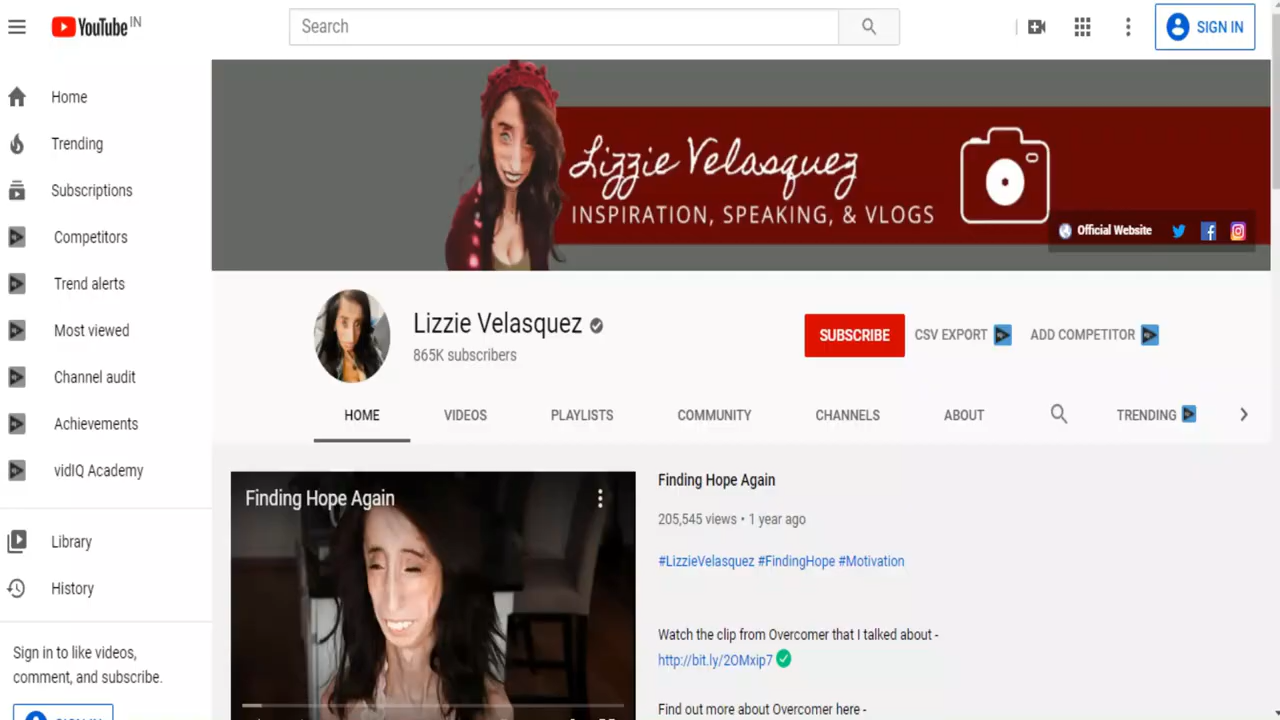 YouTube IN
Search
SIGN IN
Home
Trending
Subscriptions
Competitors
Trend alerts
Most viewed
Channel audit
Achievements
vidIQ Academy
Library
History
Sign in to like videos,
comment, and subscribe.
Lizzie Velasquez
INSPIRATION, SPEAKING, & VLOGS
Official Website
Lizzie Velasquez
865K subscribers
SUBSCRIBE
CSV EXPORT
ADD COMPETITOR
HOME
VIDEOS
PLAYLISTS
COMMUNITY
CHANNELS
ABOUT
TRENDING
Finding Hope Again
Finding Hope Again
205,545 views • 1 year ago
#LizzieVelasquez #FindingHope #Motivation
Watch the clip from Overcomer that I talked about -
http://bit.ly/2OMxip7
Find out more about Overcomer here -